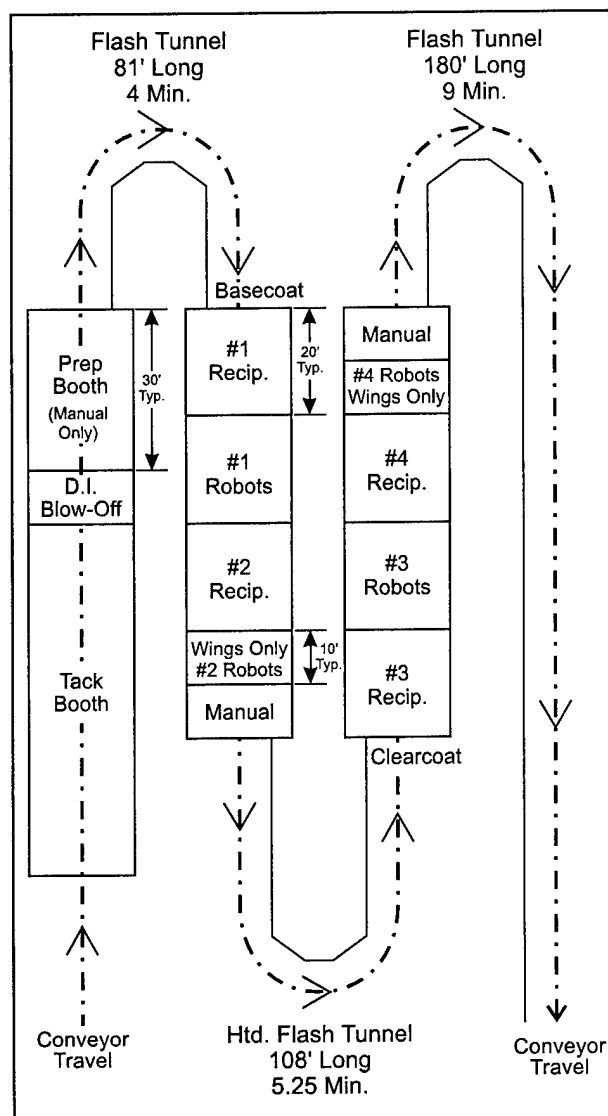 Flash Tunnel
81' Long
4 Min.
Flash Tunnel
180' Long
9 Min.
Prep
Booth
(Manual
Only)
30'
Typ.
D.I.
Blow-Off
Tack
Booth
Conveyor
Travel
Basecoat
#1
Recip.
20'
Typ.
#1
Robots
#2
Recip.
Wings Only
#2 Robots
10'
Typ.
Manual
Htd. Flash Tunnel
108' Long
5.25 Min.
Manual
#4 Robots
Wings Only
#4
Recip.
#3
Robots
#3
Recip.
Clearcoat
Conveyor
Travel